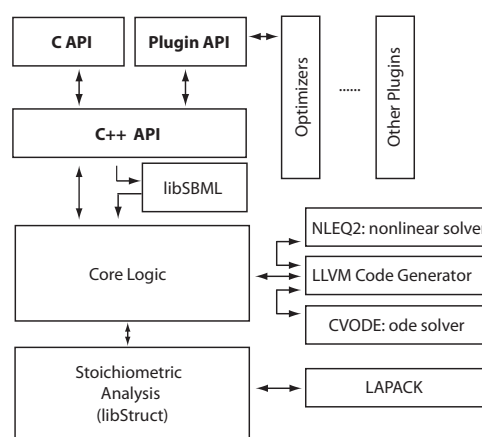 C API
Plugin API
Optimizers
......
Other Plugins
C++ API
libSBML
Core Logic
NLEQ2: nonlinear solver
LLVM Code Generator
CVODE: ode solver
Stoichiometric
Analysis
(libStruct)
LAPACK